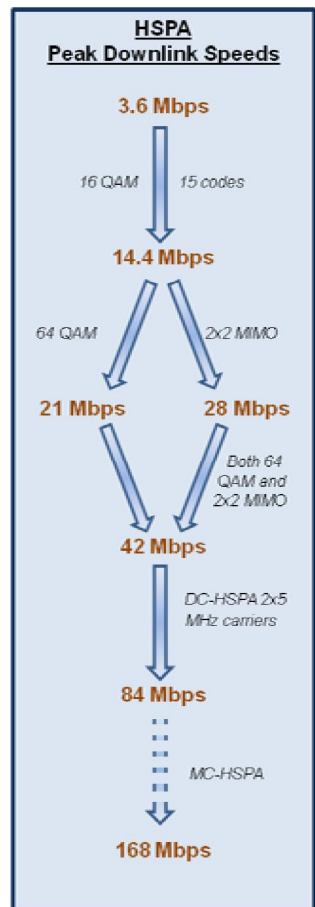 HSPA
Peak Downlink Speeds
3.6 Mbps
16 QAM 15 codes
14.4 Mbps
64 QAM 2x2 MIMO
21 Mbps 28 Mbps
Both 64
QAM and
2x2 MIMO
42 Mbps
DC-HSPA 2x5
MHz carriers
84 Mbps
MC-HSPA
168 Mbps